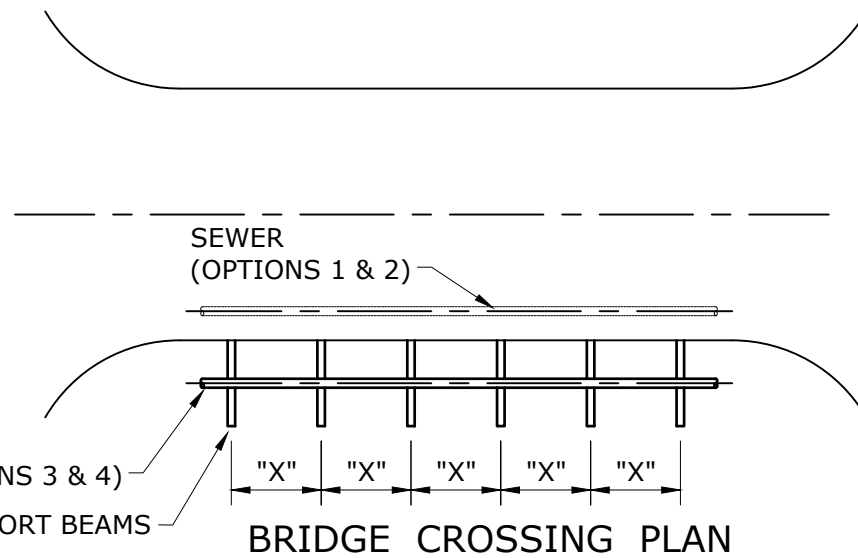 SEWER
(OPTIONS 1 & 2)
NS 3 & 4)
"X" "X" "X" "X" "X"
ORT BEAMS
BRIDGE CROSSING PLAN